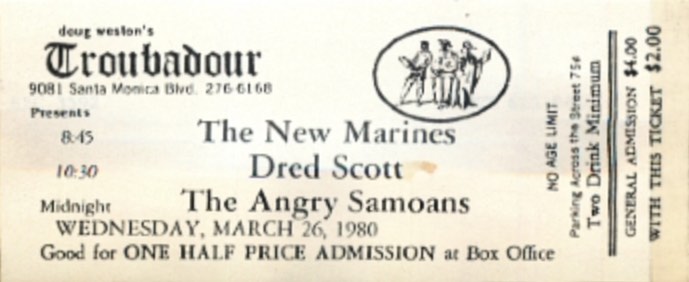 doug weston's
Troubadour
9081 Santa Monica Blvd. 276-6168
Presents
8:45 The New Marines
10:30 Dred Scott
Midnight The Angry Samoans
WEDNESDAY, MARCH 26, 1980
Good for ONE HALF PRICE ADMISSION at Box Office
NO AGE LIMIT
Parking Across the Street 75¢
Two Drink Minimum
GENERAL ADMISSION $4.00
WITH THIS TICKET $2.00